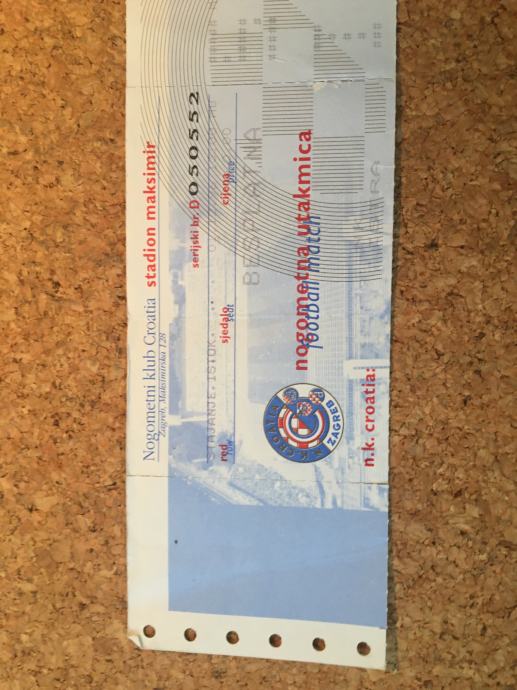 Nogometni klub Croatia stadion maksimir
Zagreb, Maksimirska 128
serijski br. D 050552
STAJANJE, ISTOK,
red sjedalo cijena
seat
BESPLATNA
nogometna utakmica
football match
N.K. CROATIA ZAGREB
n.k. croatia: